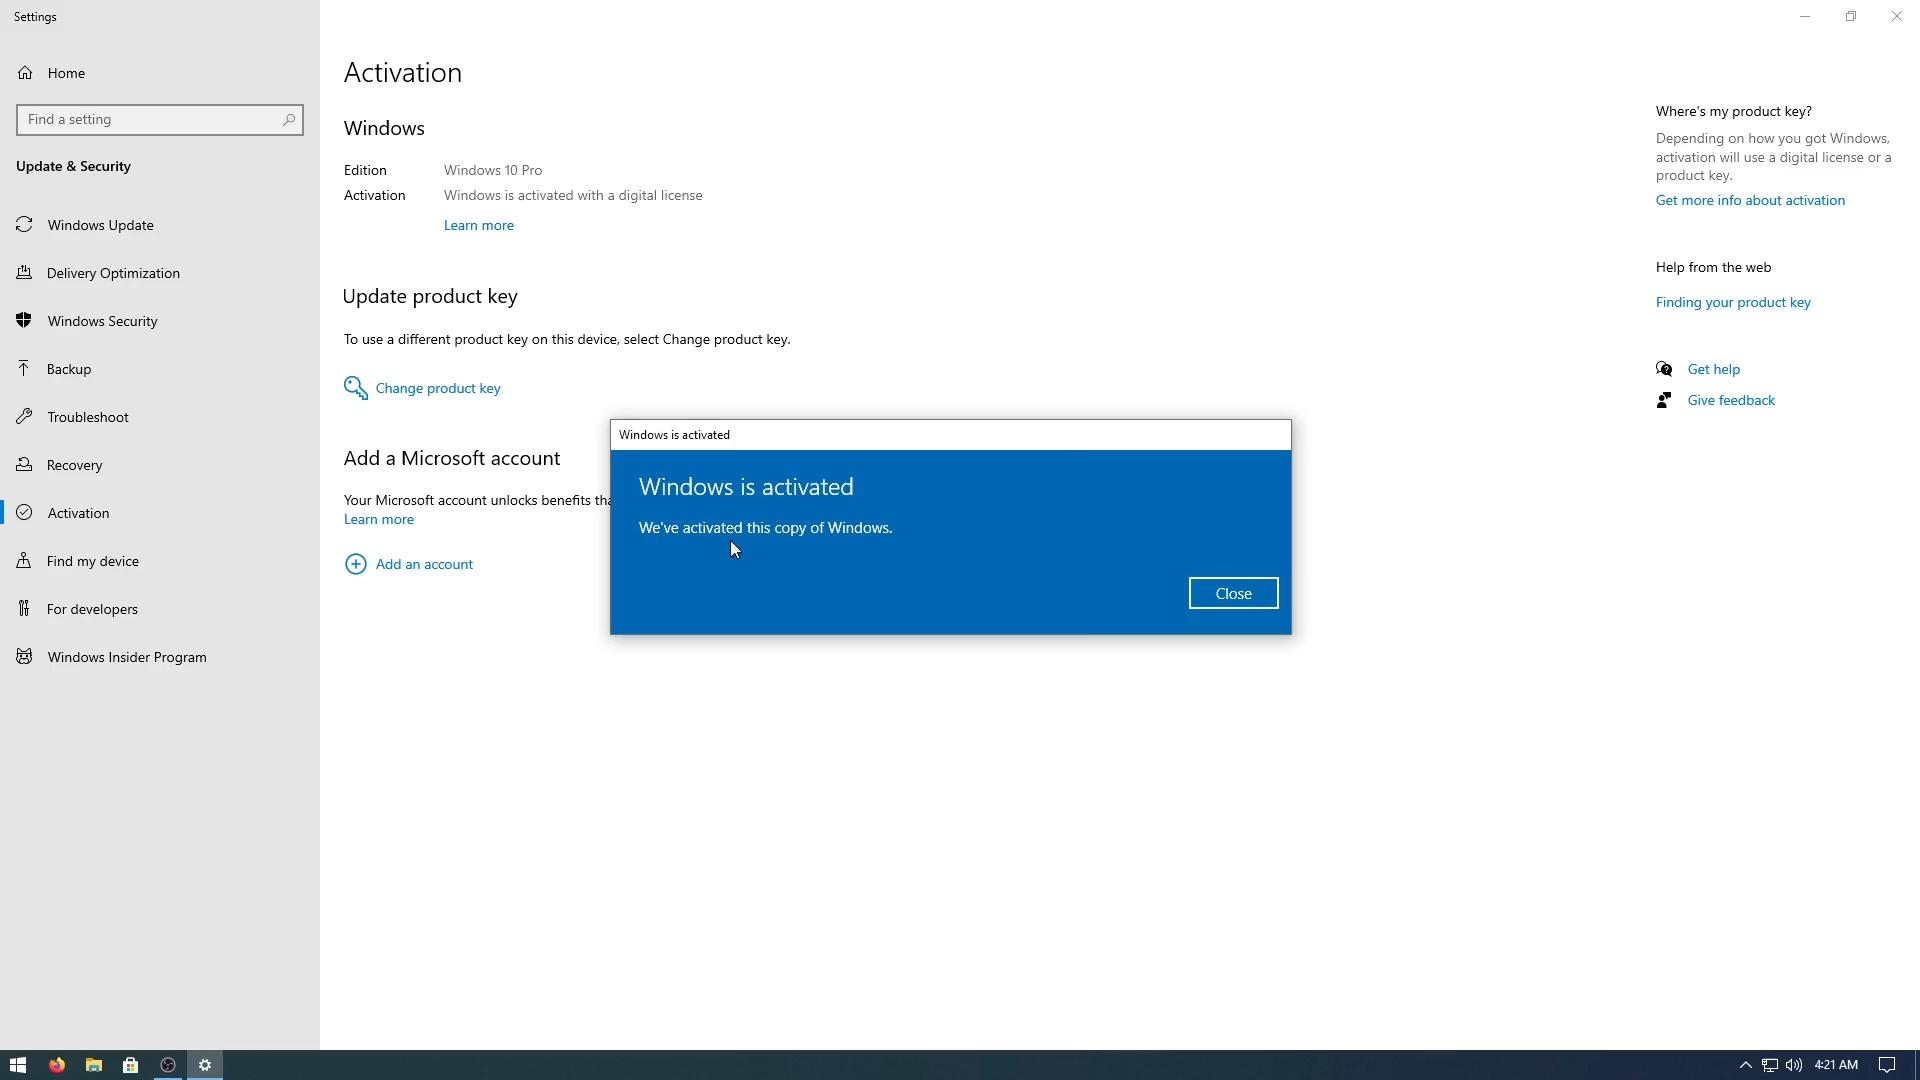 Settings
Home
Find a setting
Update & Security
Windows Update
Delivery Optimization
Windows Security
Backup
Troubleshoot
Recovery
Activation
Find my device
For developers
Windows Insider Program
Activation
Windows
Edition Windows 10 Pro
Activation Windows is activated with a digital license
Learn more
Update product key
To use a different product key on this device, select Change product key.
Change product key
Add a Microsoft account
Your Microsoft account unlocks benefits
Learn more
Add an account
Windows is activated
Windows is activated
We've activated this copy of Windows.
Close
Where's my product key?
Depending on how you got Windows,
activation will use a digital license or a
product key.
Get more info about activation
Help from the web
Finding your product key
Get help
Give feedback
4:21 AM